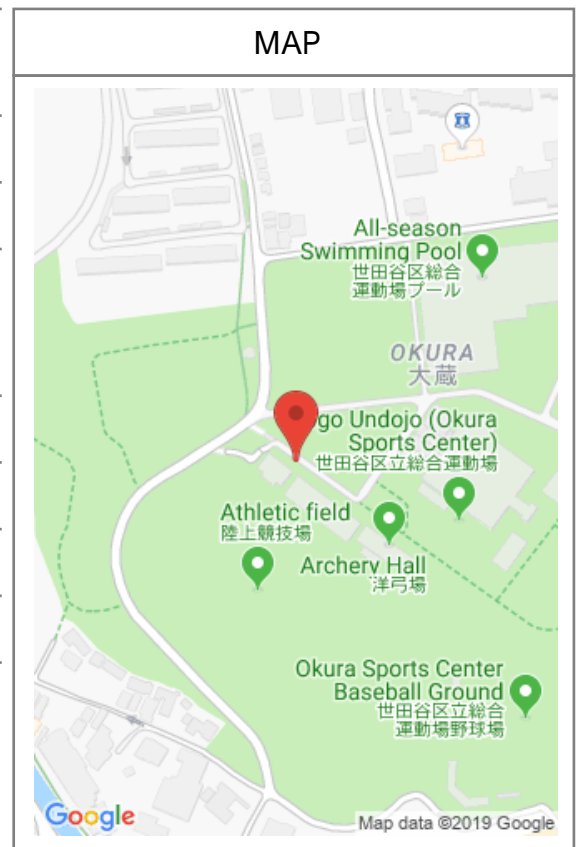 MAP
All-season
Swimming Pool
世田谷区総合
運動場プール
OKURA
大蔵
go Undojo (Okura
Sports Center)
世田谷区立総合運動場
Athletic field
陸上競技場
Archery Hall
洋弓場
Okura Sports Center
Baseball Ground
世田谷区立総合
運動場野球場
Google
Map data ©2019 Google